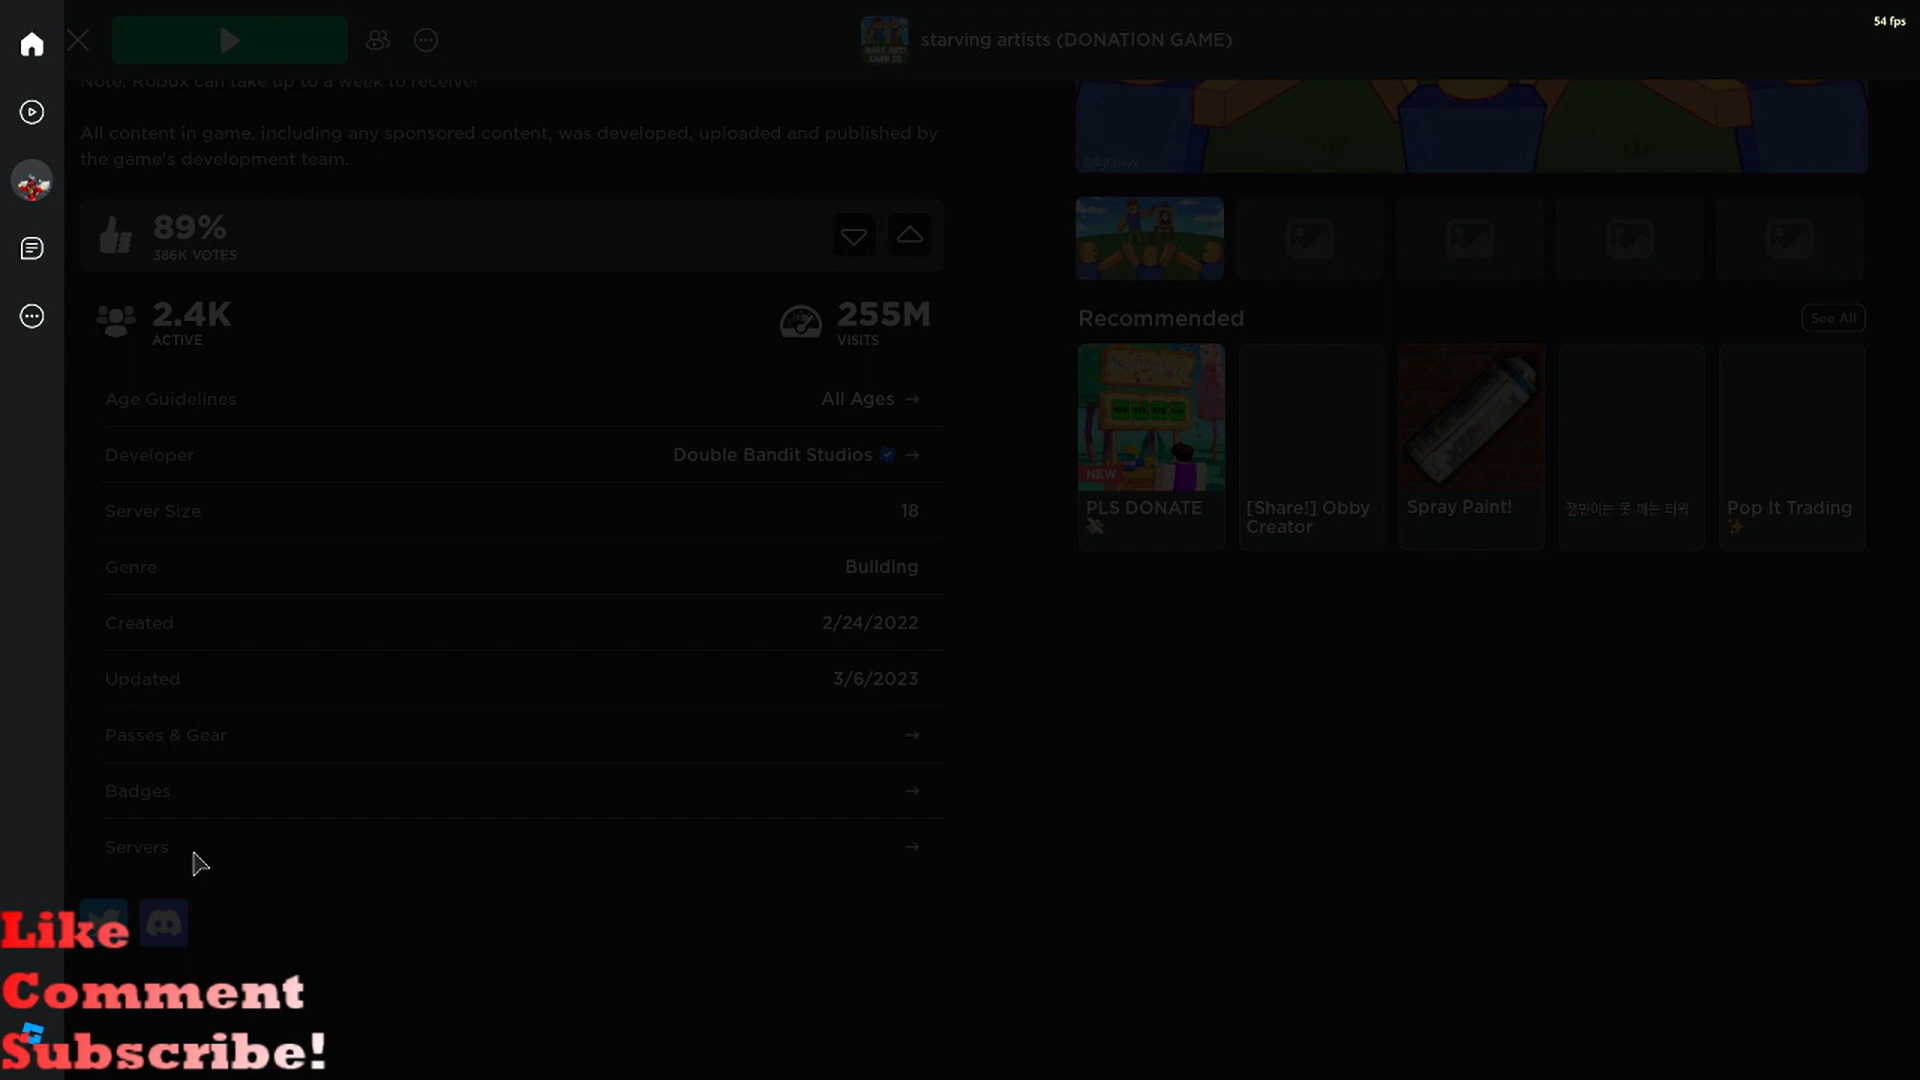 54 fps
starving artists (DONATION GAME)
Note: Robux can take up to a week to receive!
All content in game, including any sponsored content, was developed, uploaded and published by
the game's development team.
89%
386K VOTES
2.4K
ACTIVE
255M
VISITS
Age Guidelines
All Ages →
Developer
Double Bandit Studios →
Server Size
18
Genre
Building
Created
2/24/2022
Updated
3/6/2023
Passes & Gear →
Badges →
Servers →
Recommended
See All
NEW
PLS DONATE
[Share!] Obby
Creator
Spray Paint!
Pop It Trading
Like
Comment
Subscribe!